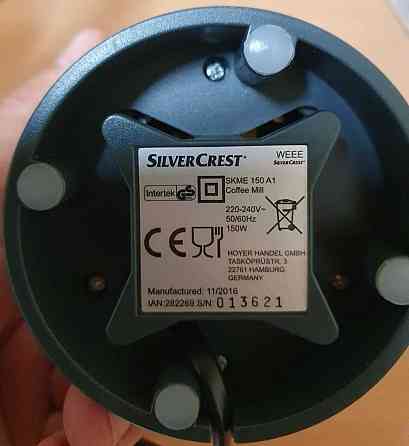 SILVERCREST®
WEEE
SILVERCREST®
Intertek GS
SKME 150 A1
Coffee Mill
220-240V~
50/60Hz
150W
CE
HOYER HANDEL GMBH
TASKÖPRÜSTR. 3
22761 HAMBURG
GERMANY
Manufactured: 11/2016
IAN:282269 S/N: 013621